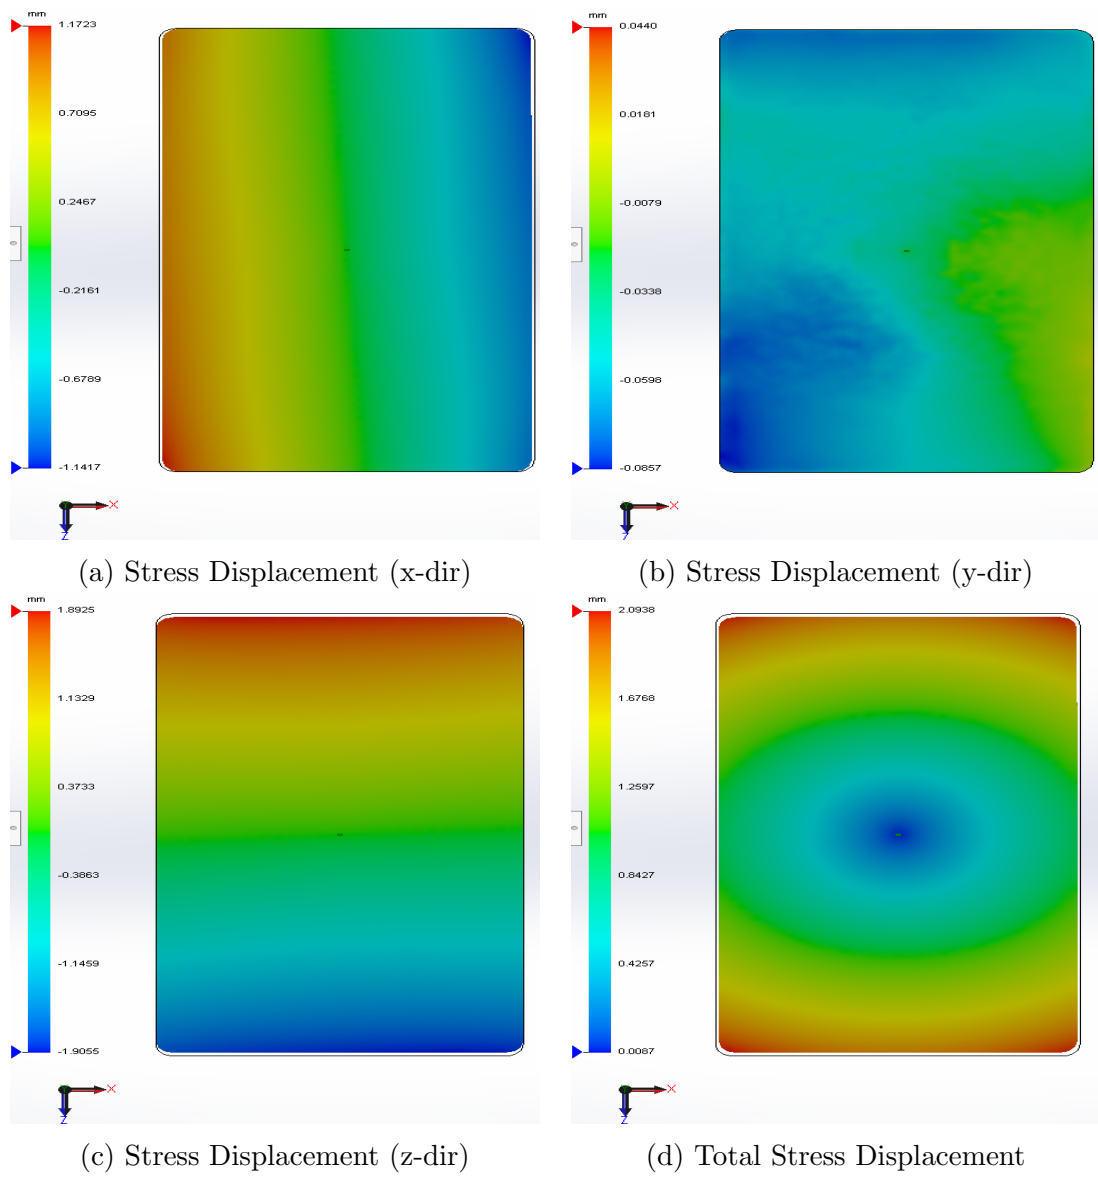 mm
1.1723
0.7095
0.2467
-0.2161
-0.6789
-1.1417
X
Z
(a) Stress Displacement (x-dir)
mm
0.0440
0.0181
-0.0079
-0.0338
-0.0598
-0.0857
X
Z
(b) Stress Displacement (y-dir)
mm
1.8925
1.1329
0.3733
-0.3863
-1.1459
-1.9055
X
Z
(c) Stress Displacement (z-dir)
mm
2.0938
1.6768
1.2597
0.8427
0.4257
0.0087
X
Z
(d) Total Stress Displacement